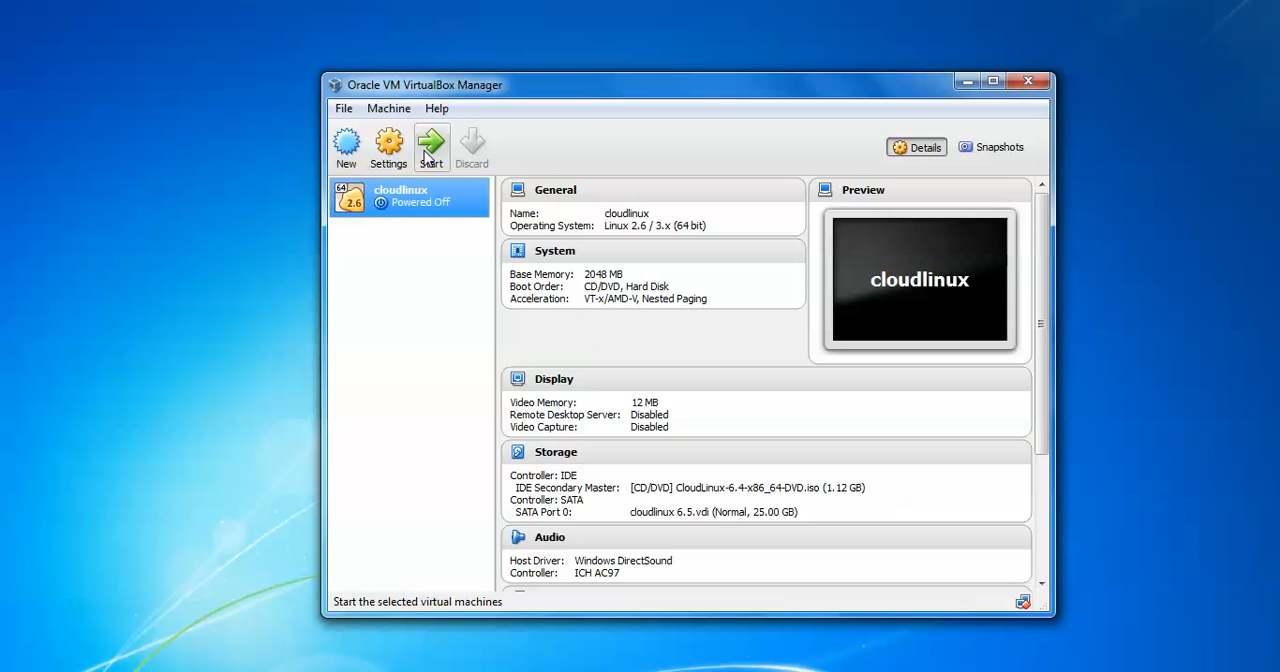 Oracle VM VirtualBox Manager
File Machine Help
New Settings Start Discard
Details Snapshots
64
2.6
cloudlinux
Powered Off
General
Name: cloudlinux
Operating System: Linux 2.6 / 3.x (64 bit)
System
Base Memory: 2048 MB
Boot Order: CD/DVD, Hard Disk
Acceleration: VT-x/AMD-V, Nested Paging
Preview
cloudlinux
Display
Video Memory: 12 MB
Remote Desktop Server: Disabled
Video Capture: Disabled
Storage
Controller: IDE
IDE Secondary Master: [CD/DVD] CloudLinux-6.4-x86_64-DVD.iso (1.12 GB)
Controller: SATA
SATA Port 0: cloudlinux 6.5.vdi (Normal, 25.00 GB)
Audio
Host Driver: Windows DirectSound
Controller: ICH AC97
Start the selected virtual machines